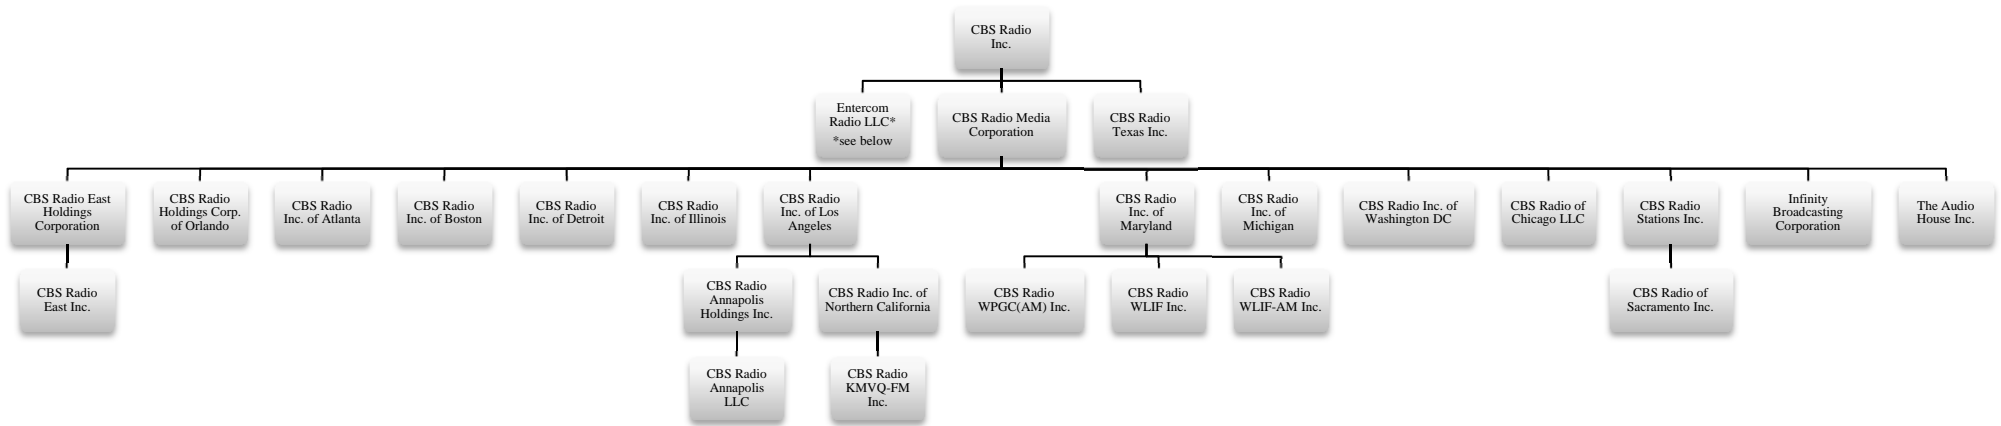 CBS Radio
Inc.
Entercom
Radio LLC*
*see below
CBS Radio Media
Corporation
CBS Radio
Texas Inc.
CBS Radio East
Holdings
Corporation
CBS Radio
Holdings Corp.
of Orlando
CBS Radio
Inc. of Atlanta
CBS Radio
Inc. of Boston
CBS Radio
Inc. of Detroit
CBS Radio
Inc. of Illinois
CBS Radio
Inc. of Los
Angeles
CBS Radio
Inc. of
Maryland
CBS Radio
Inc. of
Michigan
CBS Radio Inc. of
Washington DC
CBS Radio of
Chicago LLC
CBS Radio
Stations Inc.
Infinity
Broadcasting
Corporation
The Audio
House Inc.
CBS Radio
East Inc.
CBS Radio
Annapolis
Holdings Inc.
CBS Radio Inc. of
Northern California
CBS Radio
WPGC(AM) Inc.
CBS Radio
WLIF Inc.
CBS Radio
WLIF-AM Inc.
CBS Radio of
Sacramento Inc.
CBS Radio
Annapolis
LLC
CBS Radio
KMVQ-FM
Inc.